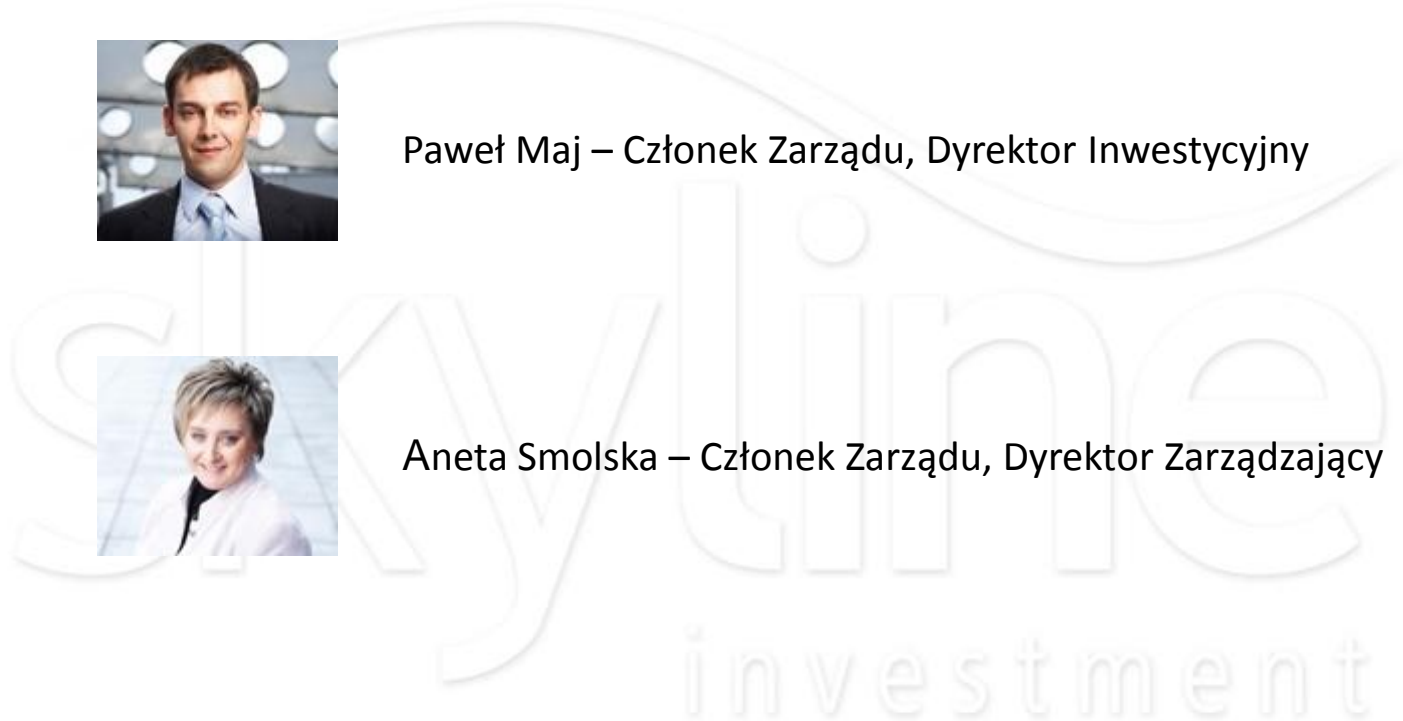 Paweł Maj – Członek Zarządu, Dyrektor Inwestycyjny
Aneta Smolska – Członek Zarządu, Dyrektor Zarządzający
skyline
investment